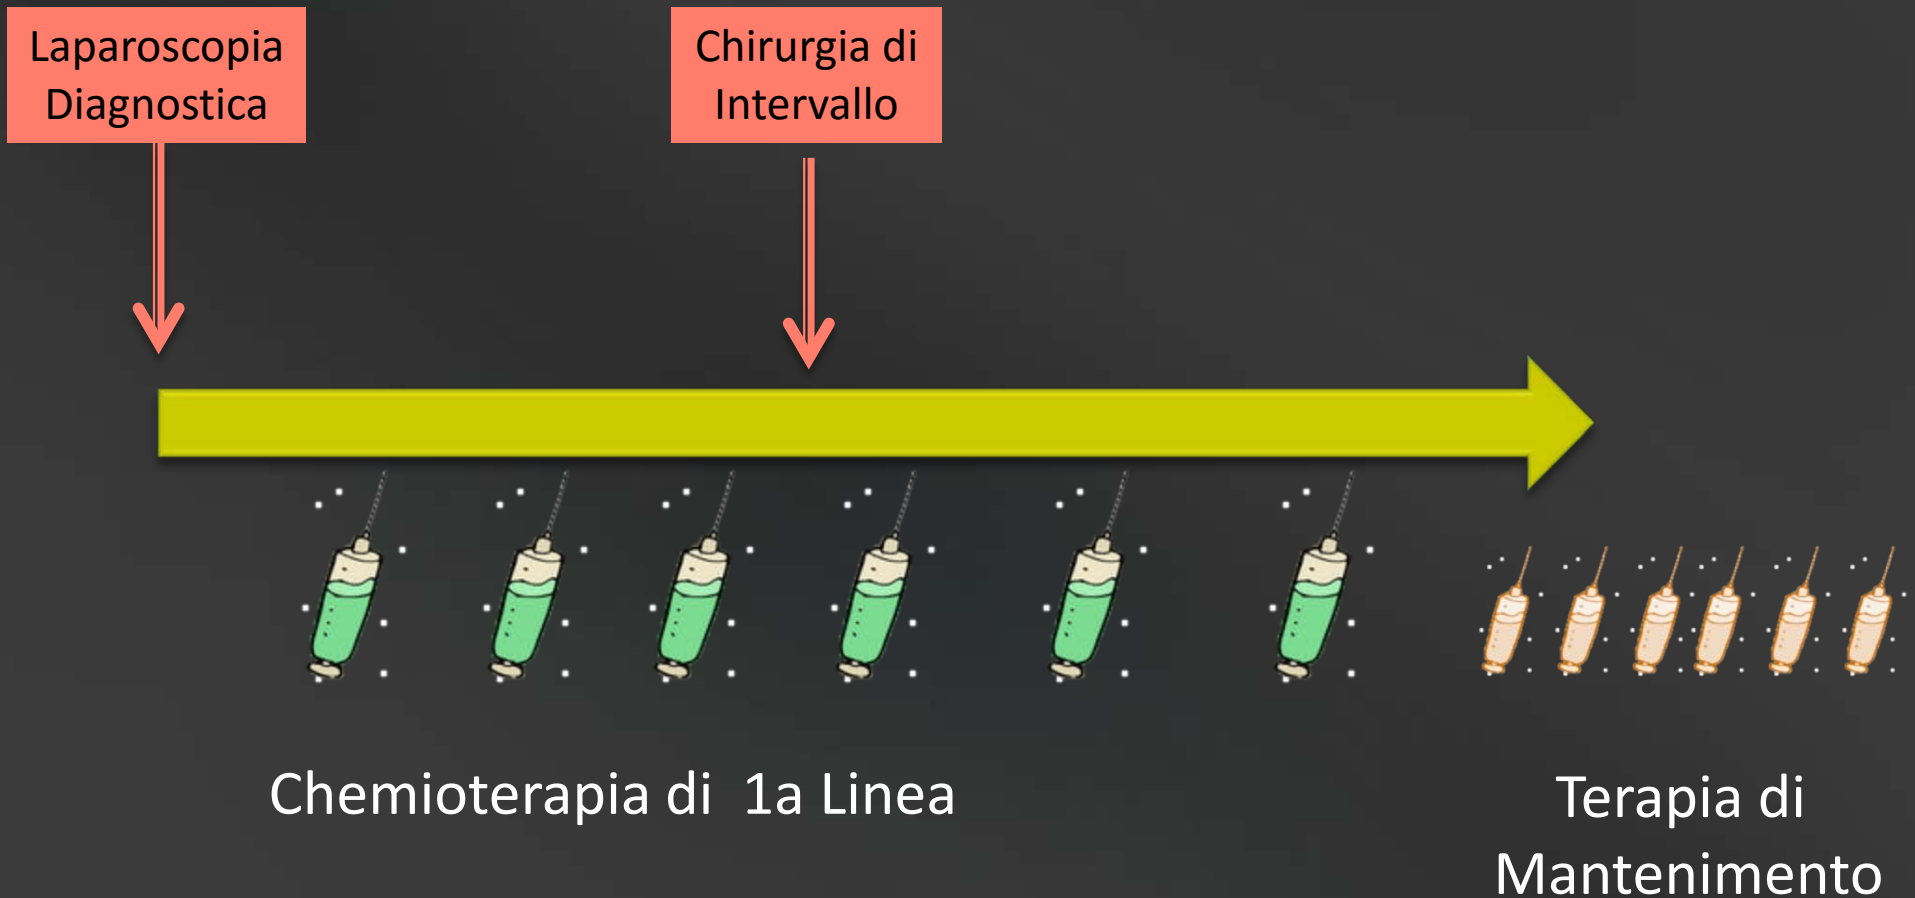 Laparoscopia
Diagnostica
Chirurgia di
Intervallo
Chemioterapia di 1a Linea
Terapia di
Mantenimento